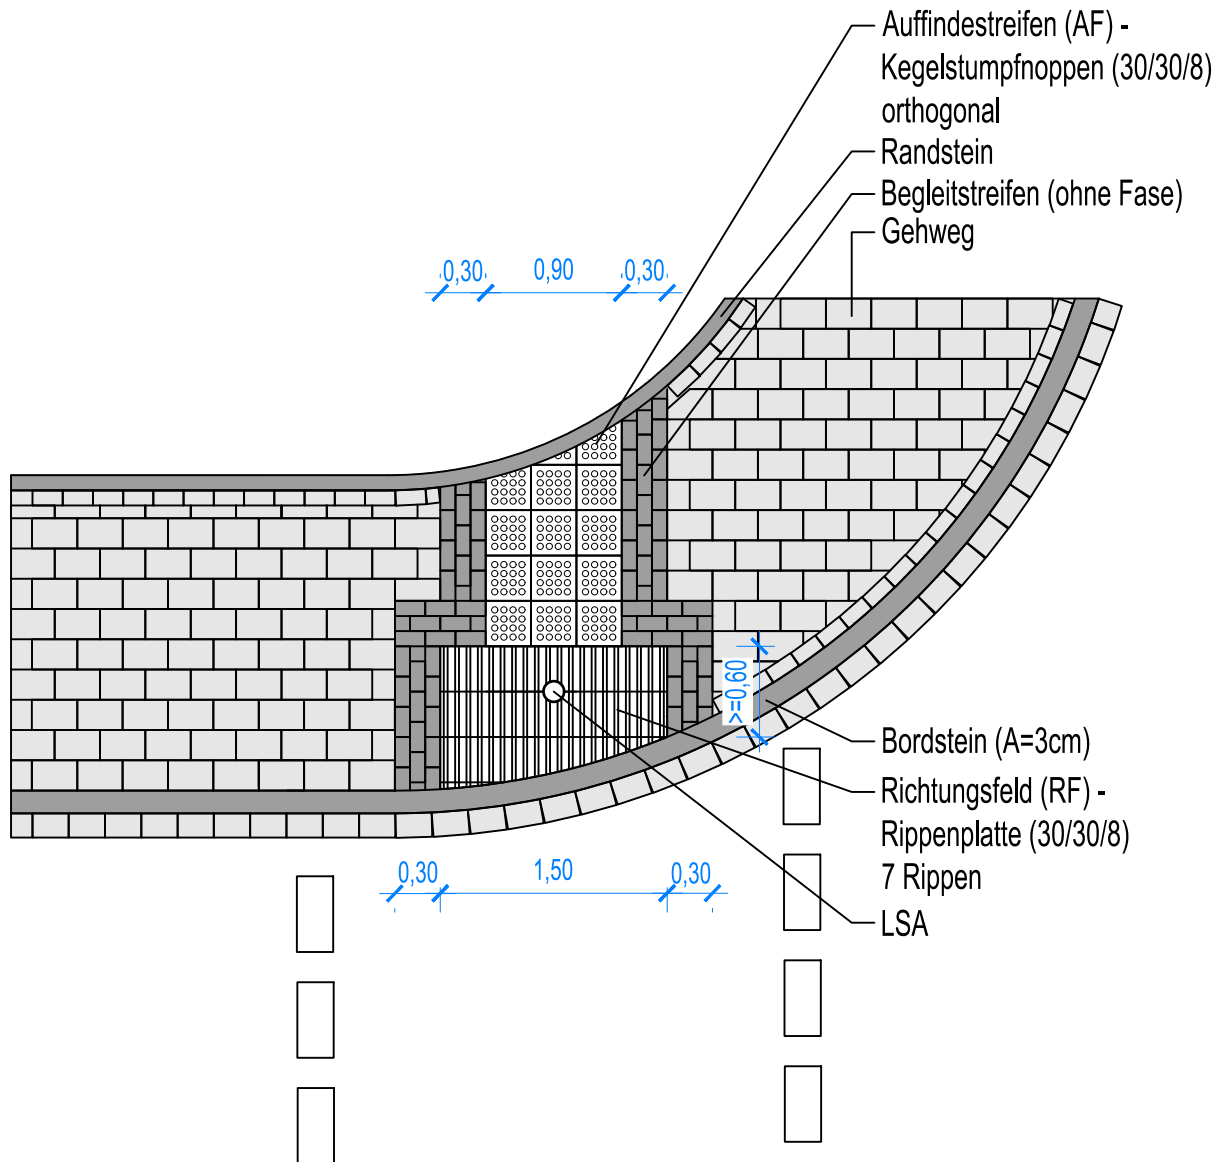 Auffindestreifen (AF) -
Kegelstumpfnoppen (30/30/8)
orthogonal
Randstein
Begleitstreifen (ohne Fase)
Gehweg
0,30
0,90
0,30
>=0,60
Bordstein (A=3cm)
Richtungsfeld (RF) -
Rippenplatte (30/30/8)
7 Rippen
LSA
0,30
1,50
0,30